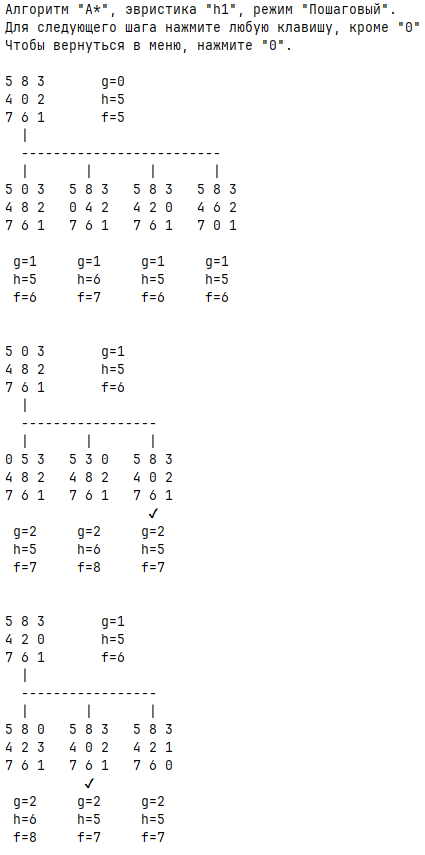 Алгоритм "A*", эвристика "h1", режим "Пошаговый".
Для следующего шага нажмите любую клавишу, кроме "0"
Чтобы вернуться в меню, нажмите "0".
5 8 3       g=0
4 0 2       h=5
7 6 1       f=5
  |
  -------------------------
  |       |       |       |
5 0 3   5 8 3   5 8 3   5 8 3
4 8 2   0 4 2   4 2 0   4 6 2
7 6 1   7 6 1   7 6 1   7 0 1
 g=1     g=1     g=1     g=1
 h=5     h=6     h=5     h=5
 f=6     f=7     f=6     f=6
5 0 3       g=1
4 8 2       h=5
7 6 1       f=6
  |
  -----------------
  |       |       |
0 5 3   5 3 0   5 8 3
4 8 2   4 8 2   4 0 2
7 6 1   7 6 1   7 6 1
                  ✓
 g=2     g=2     g=2
 h=5     h=6     h=5
 f=7     f=8     f=7
5 8 3       g=1
4 2 0       h=5
7 6 1       f=6
  |
  -----------------
  |       |       |
5 8 0   5 8 3   5 8 3
4 2 3   4 0 2   4 2 1
7 6 1   7 6 1   7 6 0
          ✓
 g=2     g=2     g=2
 h=6     h=5     h=5
 f=8     f=7     f=7